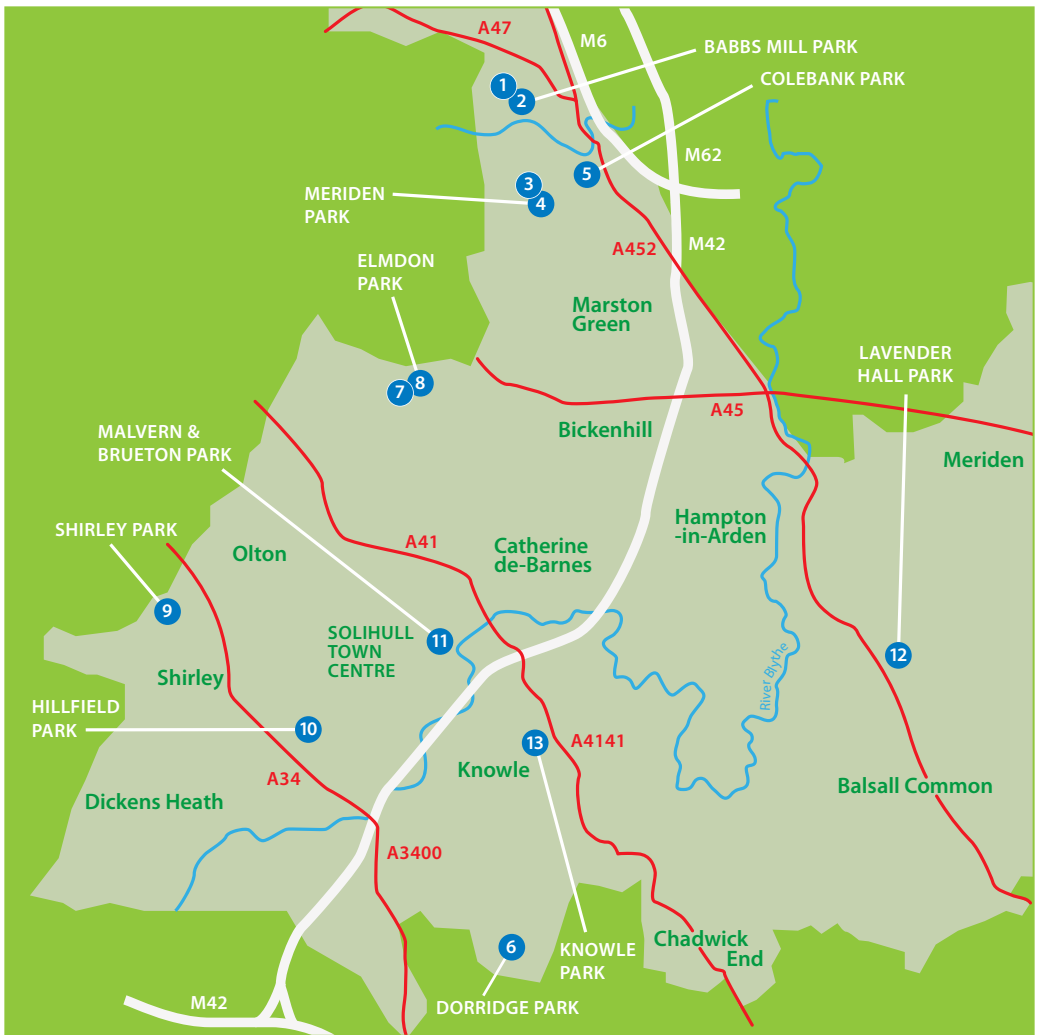 A47
M6
BABBS MILL PARK
COLEBANK PARK
1
2
M62
3
4
5
MERIDEN
PARK
A452
M42
ELMDON
PARK
Marston
Green
LAVENDER
HALL PARK
7
8
A45
MALVERN &
BRUETON PARK
Bickenhill
Meriden
SHIRLEY PARK
Olton
A41
Catherine
de-Barnes
Hampton
-in-Arden
9
SOLIHULL
TOWN
CENTRE
11
12
Shirley
River Blythe
HILLFIELD
PARK
10
13
A4141
A34
Knowle
Dickens Heath
Balsall Common
A3400
6
KNOWLE
PARK
Chadwick
End
DORRIDGE PARK
M42